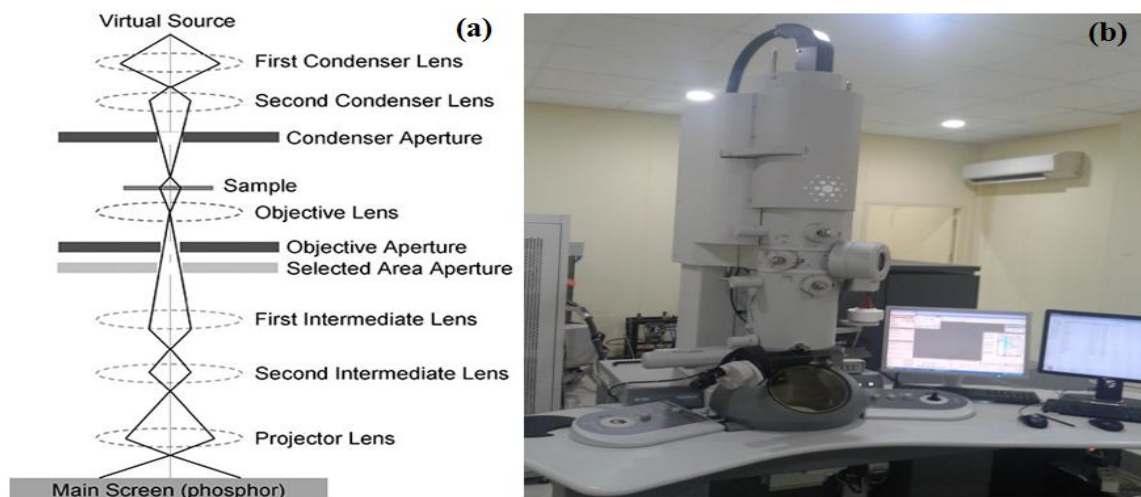 Virtual Source
(a)
First Condenser Lens
Second Condenser Lens
Condenser Aperture
Sample
Objective Lens
Objective Aperture
Selected Area Aperture
First Intermediate Lens
Second Intermediate Lens
Projector Lens
Main Screen (phosphor)
(b)